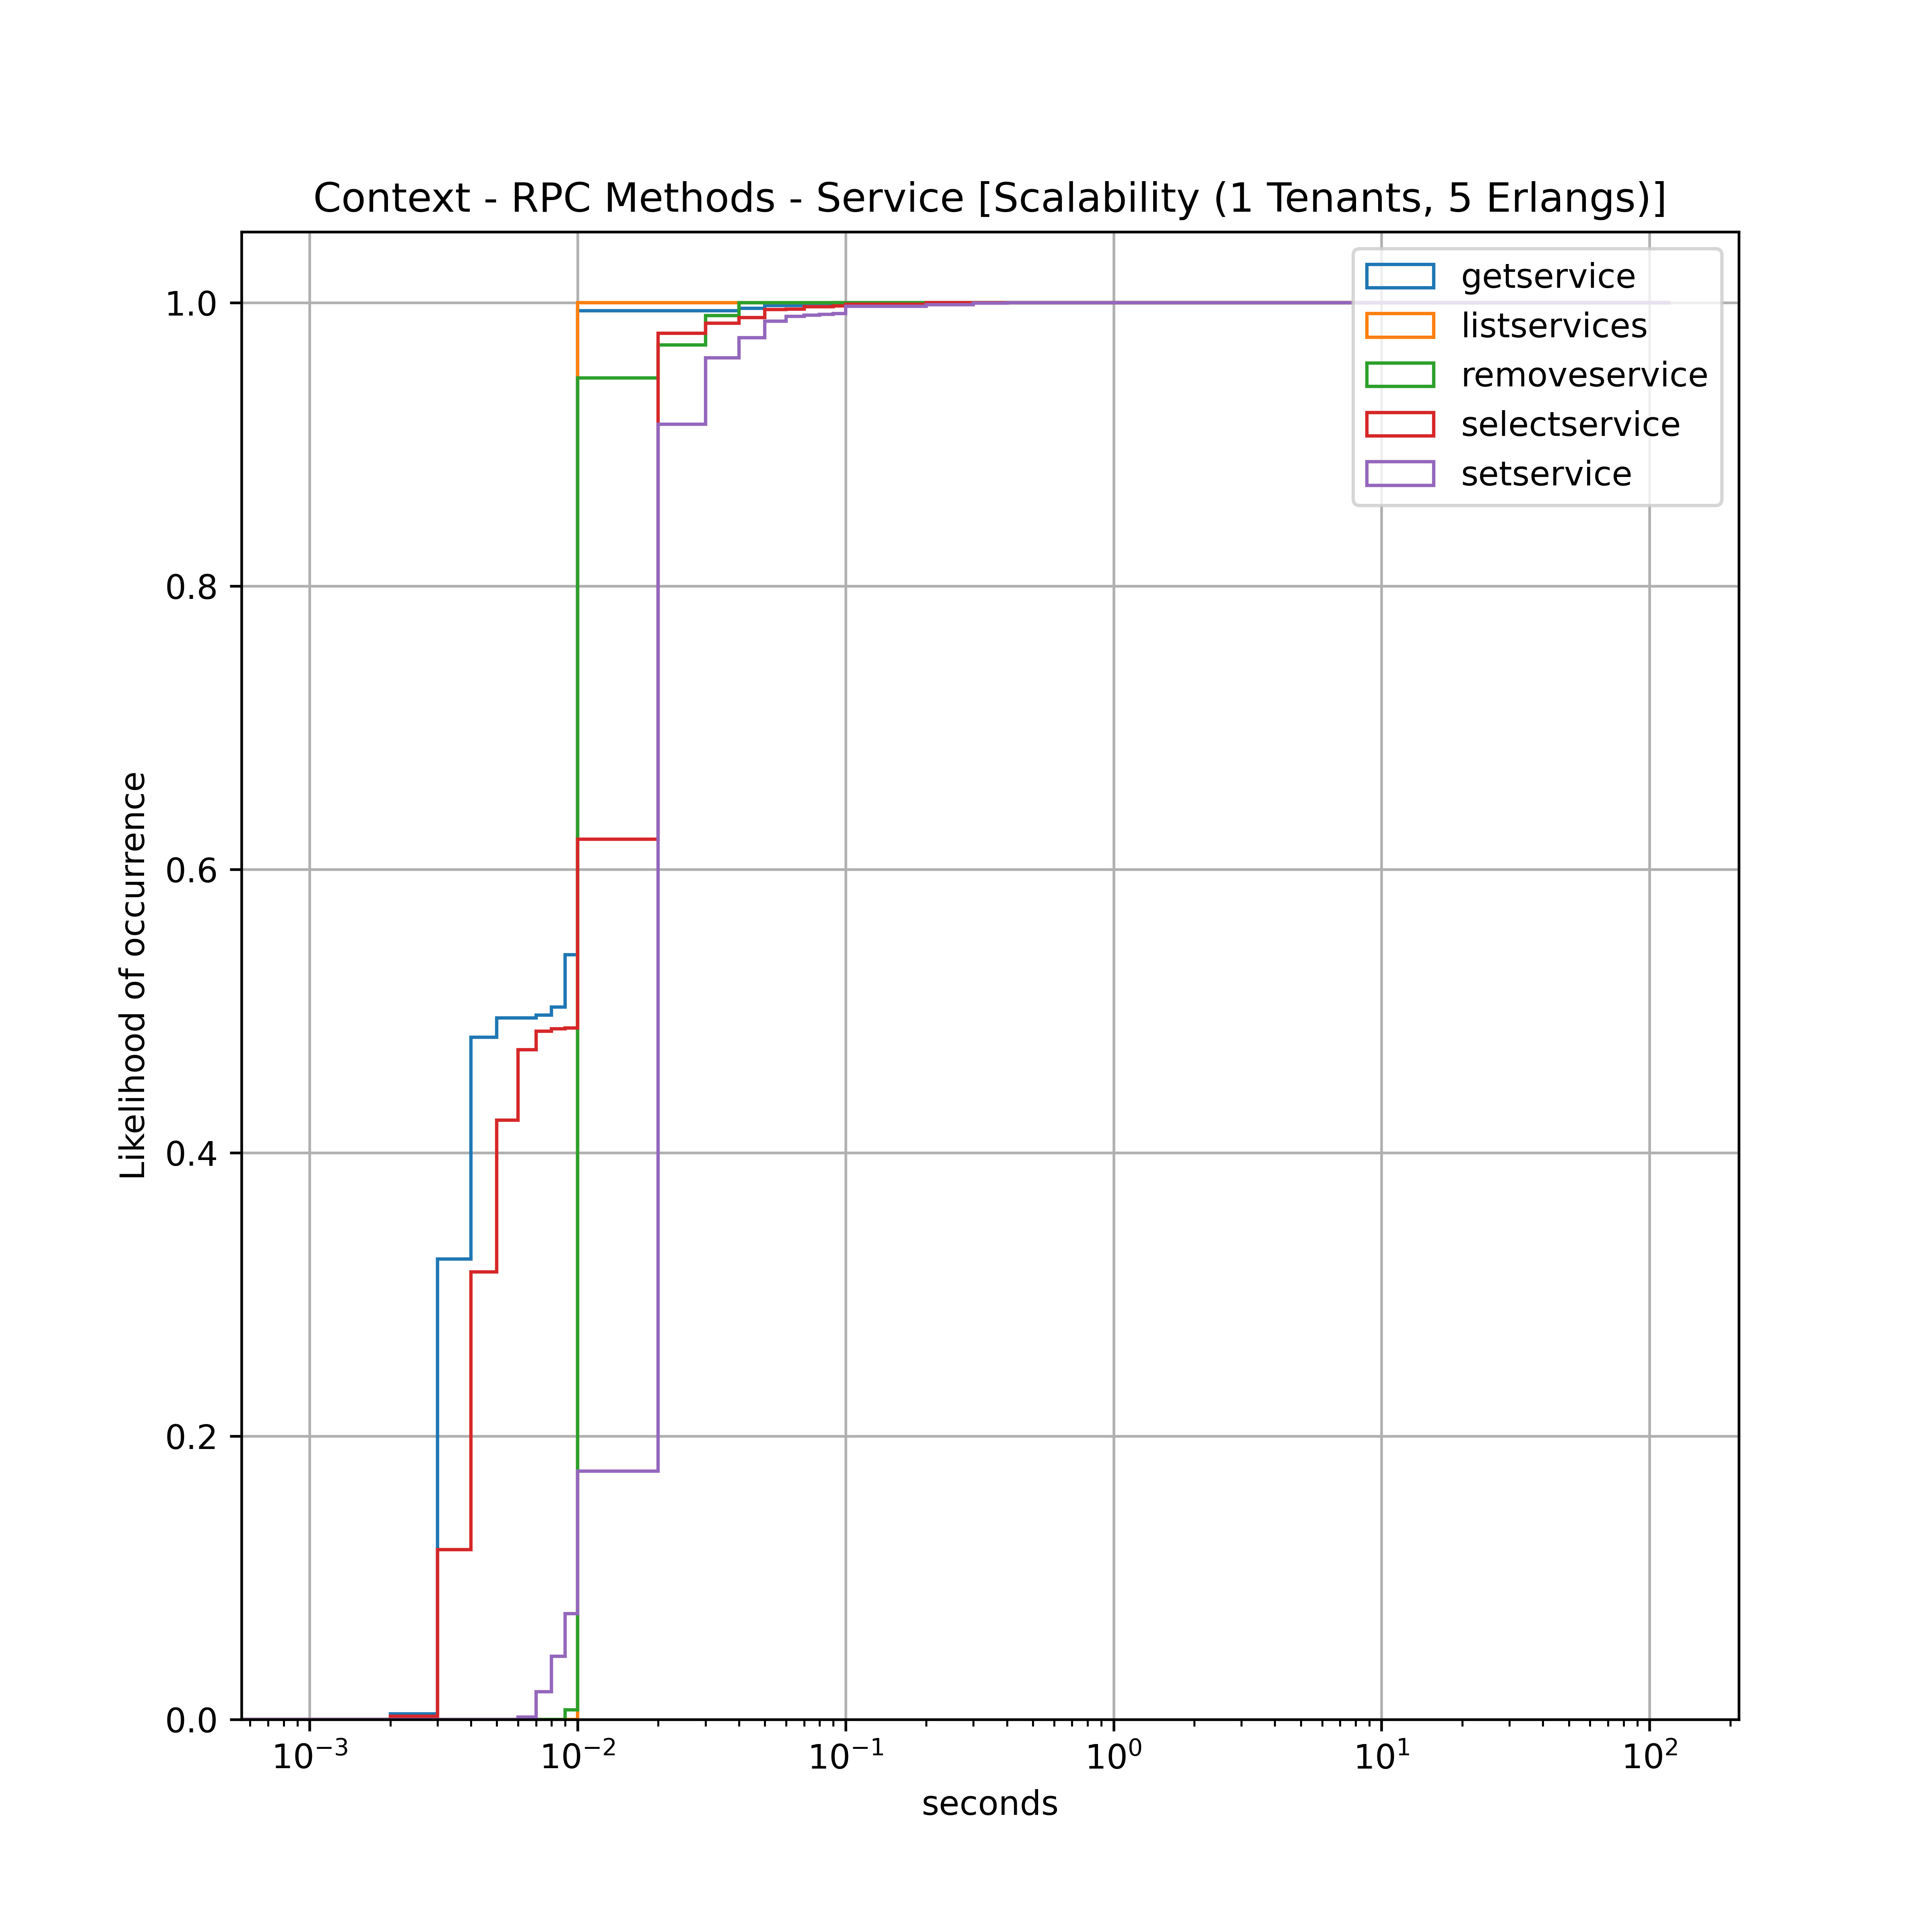 Context - RPC Methods - Service [Scalability (1 Tenants, 5 Erlangs)]
getservice
listservices
removeservice
selectservice
setservice
1.0
0.8
0.6
0.4
0.2
0.0
Likelihood of occurrence
10⁻³ 10⁻² 10⁻¹ 10⁰ 10¹ 10²
seconds